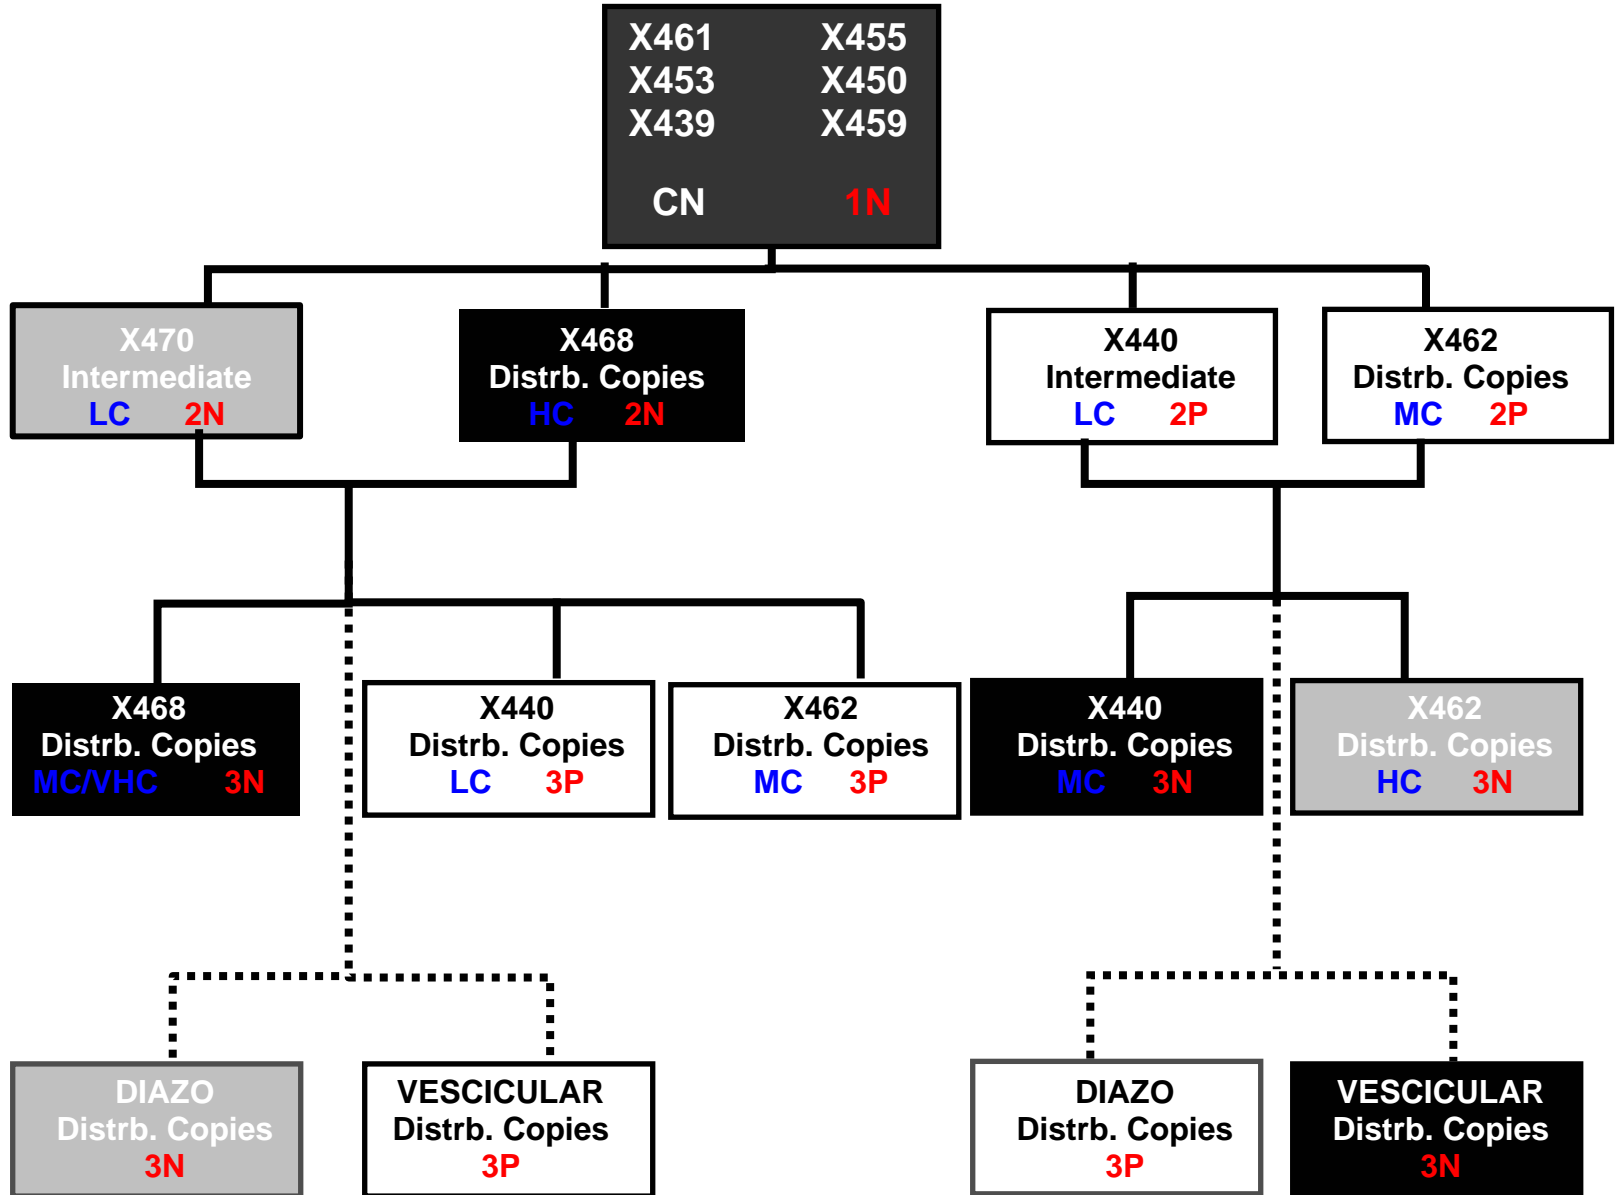 X461 X455
X453 X450
X439 X459
CN 1N
X470
Intermediate
LC 2N
X468
Distrb. Copies
HC 2N
X440
Intermediate
LC 2P
X462
Distrb. Copies
MC 2P
X468
Distrb. Copies
MC/VHC 3N
X440
Distrb. Copies
LC 3P
X462
Distrb. Copies
MC 3P
X440
Distrb. Copies
MC 3N
X462
Distrb. Copies
HC 3N
DIAZO
Distrb. Copies
3N
VESCICULAR
Distrb. Copies
3P
DIAZO
Distrb. Copies
3P
VESCICULAR
Distrb. Copies
3N